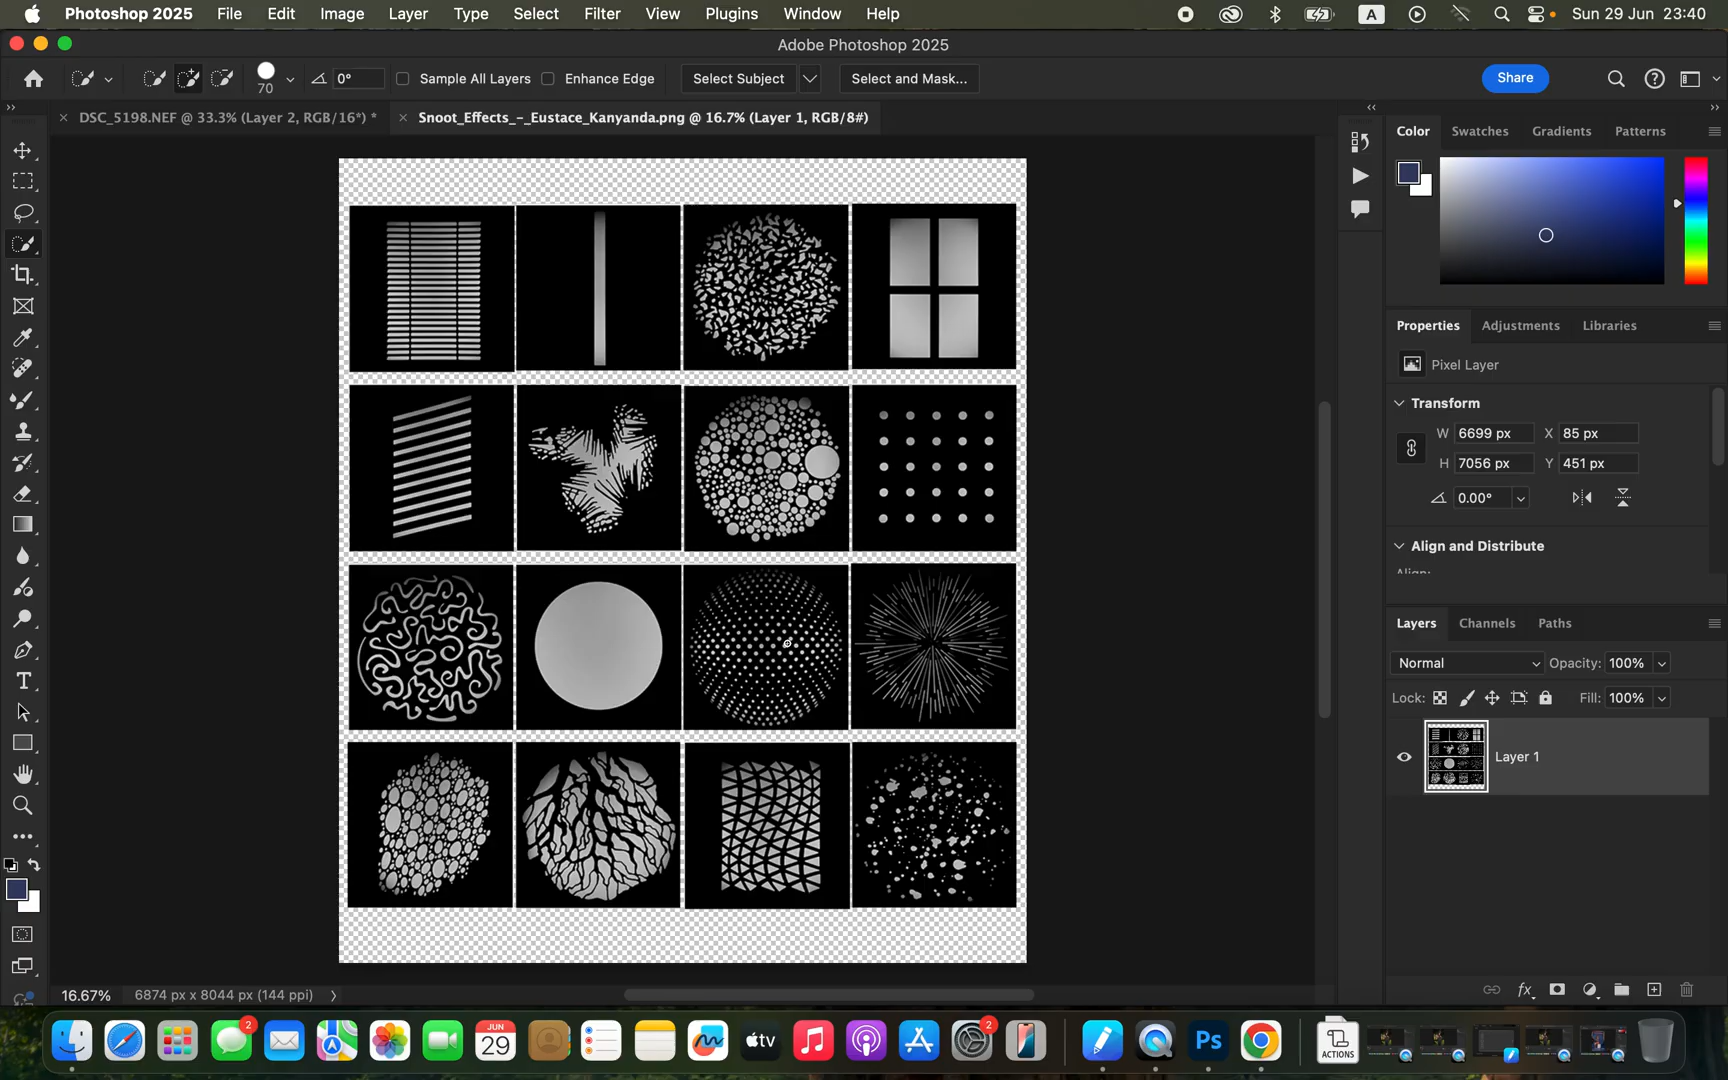 Photoshop 2025 File Edit Image Layer Type Select Filter View Plugins Window Help A Sun 29 Jun 23:40
Adobe Photoshop 2025
70 0° Sample All Layers Enhance Edge Select Subject Select and Mask... Share
DSC_5198.NEF @ 33.3% (Layer 2, RGB/16*) * Snoot_Effects_-_Eustace_Kanyanda.png @ 16.7% (Layer 1, RGB/8#)
Color Swatches Gradients Patterns
Properties Adjustments Libraries
Pixel Layer
Transform
W 6699 px X 85 px
H 7056 px Y 451 px
0.00°
Align and Distribute
Align:
Layers Channels Paths
Normal Opacity: 100%
Lock: Fill: 100%
Layer 1
fx
16.67% 6874 px x 8044 px (144 ppi)
2 JUN 29 tv 2 Ps ACTIONS